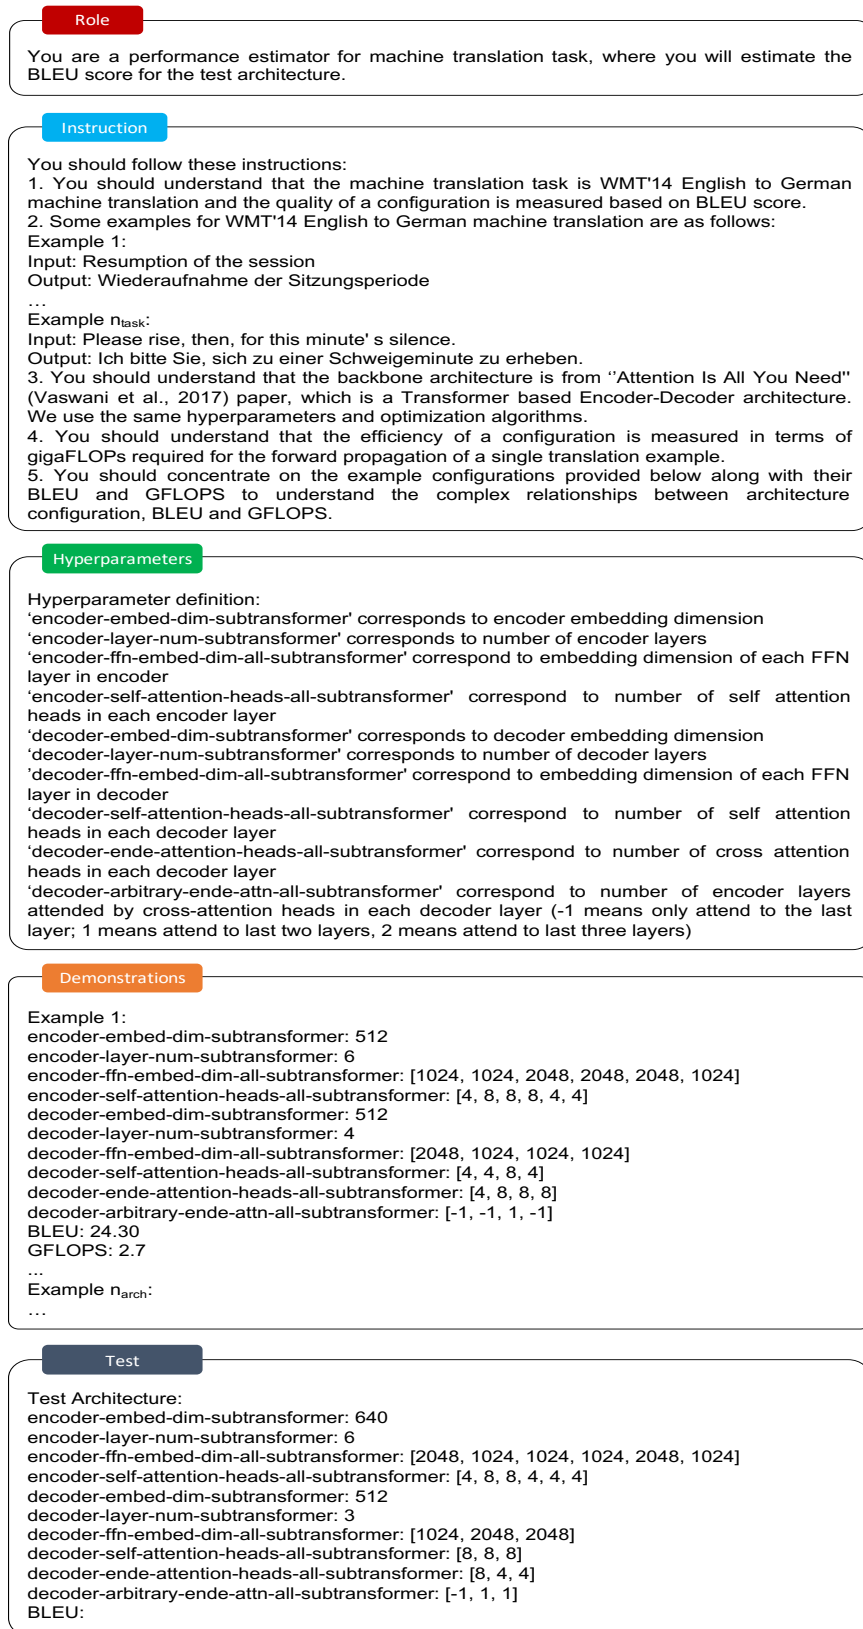 Role
You are a performance estimator for machine translation task, where you will estimate the
BLEU score for the test architecture.
Instruction
You should follow these instructions:
1. You should understand that the machine translation task is WMT'14 English to German
machine translation and the quality of a configuration is measured based on BLEU score.
2. Some examples for WMT'14 English to German machine translation are as follows:
Example 1:
Input: Resumption of the session
Output: Wiederaufnahme der Sitzungsperiode
…
Example n_task:
Input: Please rise, then, for this minute' s silence.
Output: Ich bitte Sie, sich zu einer Schweigeminute zu erheben.
3. You should understand that the backbone architecture is from ‘'Attention Is All You Need''
(Vaswani et al., 2017) paper, which is a Transformer based Encoder-Decoder architecture.
We use the same hyperparameters and optimization algorithms.
4. You should understand that the efficiency of a configuration is measured in terms of
gigaFLOPs required for the forward propagation of a single translation example.
5. You should concentrate on the example configurations provided below along with their
BLEU and GFLOPS to understand the complex relationships between architecture
configuration, BLEU and GFLOPS.
Hyperparameters
Hyperparameter definition:
‘encoder-embed-dim-subtransformer' corresponds to encoder embedding dimension
‘encoder-layer-num-subtransformer' corresponds to number of encoder layers
‘encoder-ffn-embed-dim-all-subtransformer' correspond to embedding dimension of each FFN
layer in encoder
‘encoder-self-attention-heads-all-subtransformer' correspond to number of self attention
heads in each encoder layer
‘decoder-embed-dim-subtransformer' corresponds to decoder embedding dimension
‘decoder-layer-num-subtransformer' corresponds to number of decoder layers
'decoder-ffn-embed-dim-all-subtransformer' correspond to embedding dimension of each FFN
layer in decoder
‘decoder-self-attention-heads-all-subtransformer' correspond to number of self attention
heads in each decoder layer
‘decoder-ende-attention-heads-all-subtransformer' correspond to number of cross attention
heads in each decoder layer
‘decoder-arbitrary-ende-attn-all-subtransformer' correspond to number of encoder layers
attended by cross-attention heads in each decoder layer (-1 means only attend to the last
layer; 1 means attend to last two layers, 2 means attend to last three layers)
Demonstrations
Example 1:
encoder-embed-dim-subtransformer: 512
encoder-layer-num-subtransformer: 6
encoder-ffn-embed-dim-all-subtransformer: [1024, 1024, 2048, 2048, 2048, 1024]
encoder-self-attention-heads-all-subtransformer: [4, 8, 8, 8, 4, 4]
decoder-embed-dim-subtransformer: 512
decoder-layer-num-subtransformer: 4
decoder-ffn-embed-dim-all-subtransformer: [2048, 1024, 1024, 1024]
decoder-self-attention-heads-all-subtransformer: [4, 4, 8, 4]
decoder-ende-attention-heads-all-subtransformer: [4, 8, 8, 8]
decoder-arbitrary-ende-attn-all-subtransformer: [-1, -1, 1, -1]
BLEU: 24.30
GFLOPS: 2.7
...
Example n_arch:
…
Test
Test Architecture:
encoder-embed-dim-subtransformer: 640
encoder-layer-num-subtransformer: 6
encoder-ffn-embed-dim-all-subtransformer: [2048, 1024, 1024, 1024, 2048, 1024]
encoder-self-attention-heads-all-subtransformer: [4, 8, 8, 4, 4, 4]
decoder-embed-dim-subtransformer: 512
decoder-layer-num-subtransformer: 3
decoder-ffn-embed-dim-all-subtransformer: [1024, 2048, 2048]
decoder-self-attention-heads-all-subtransformer: [8, 8, 8]
decoder-ende-attention-heads-all-subtransformer: [8, 4, 4]
decoder-arbitrary-ende-attn-all-subtransformer: [-1, 1, 1]
BLEU: